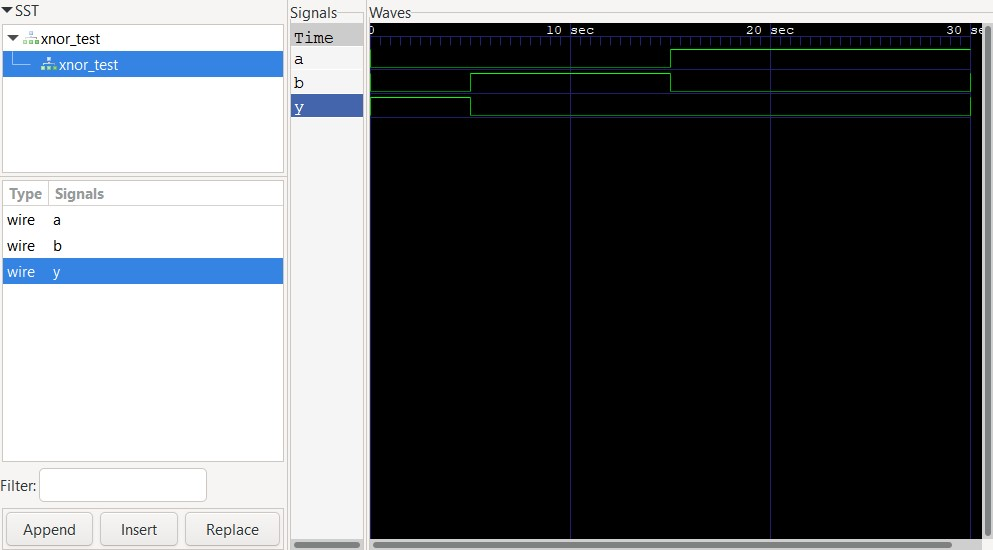 SST
xnor_test
xnor_test
Type Signals
wire a
wire b
wire y
Filter:
Append Insert Replace
Signals
Time
a
b
y
Waves
0 10 sec 20 sec 30 se